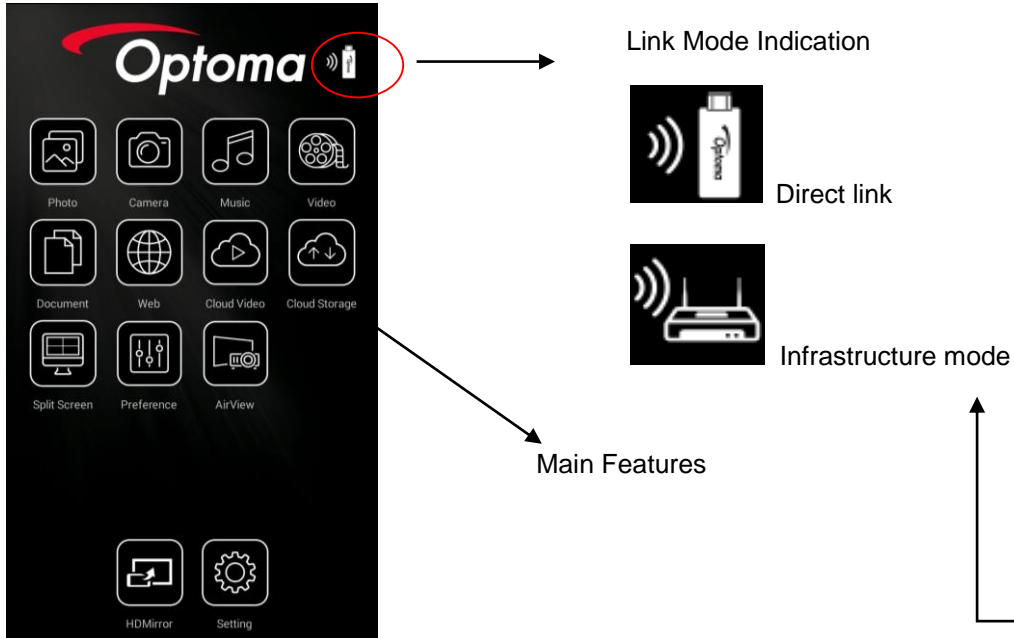 Optoma
Link Mode Indication
Optoma
Direct link
Photo Camera Music Video
Document Web Cloud Video Cloud Storage
Infrastructure mode
Split Screen Preference AirView
Main Features
HDMirror Setting